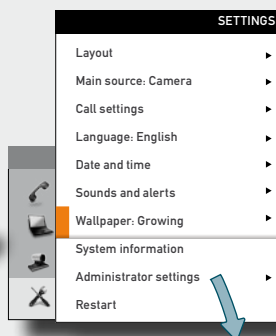 SETTINGS
Layout
Main source: Camera
Call settings
Language: English
Date and time
Sounds and alerts
Wallpaper: Growing
System information
Administrator settings
Restart